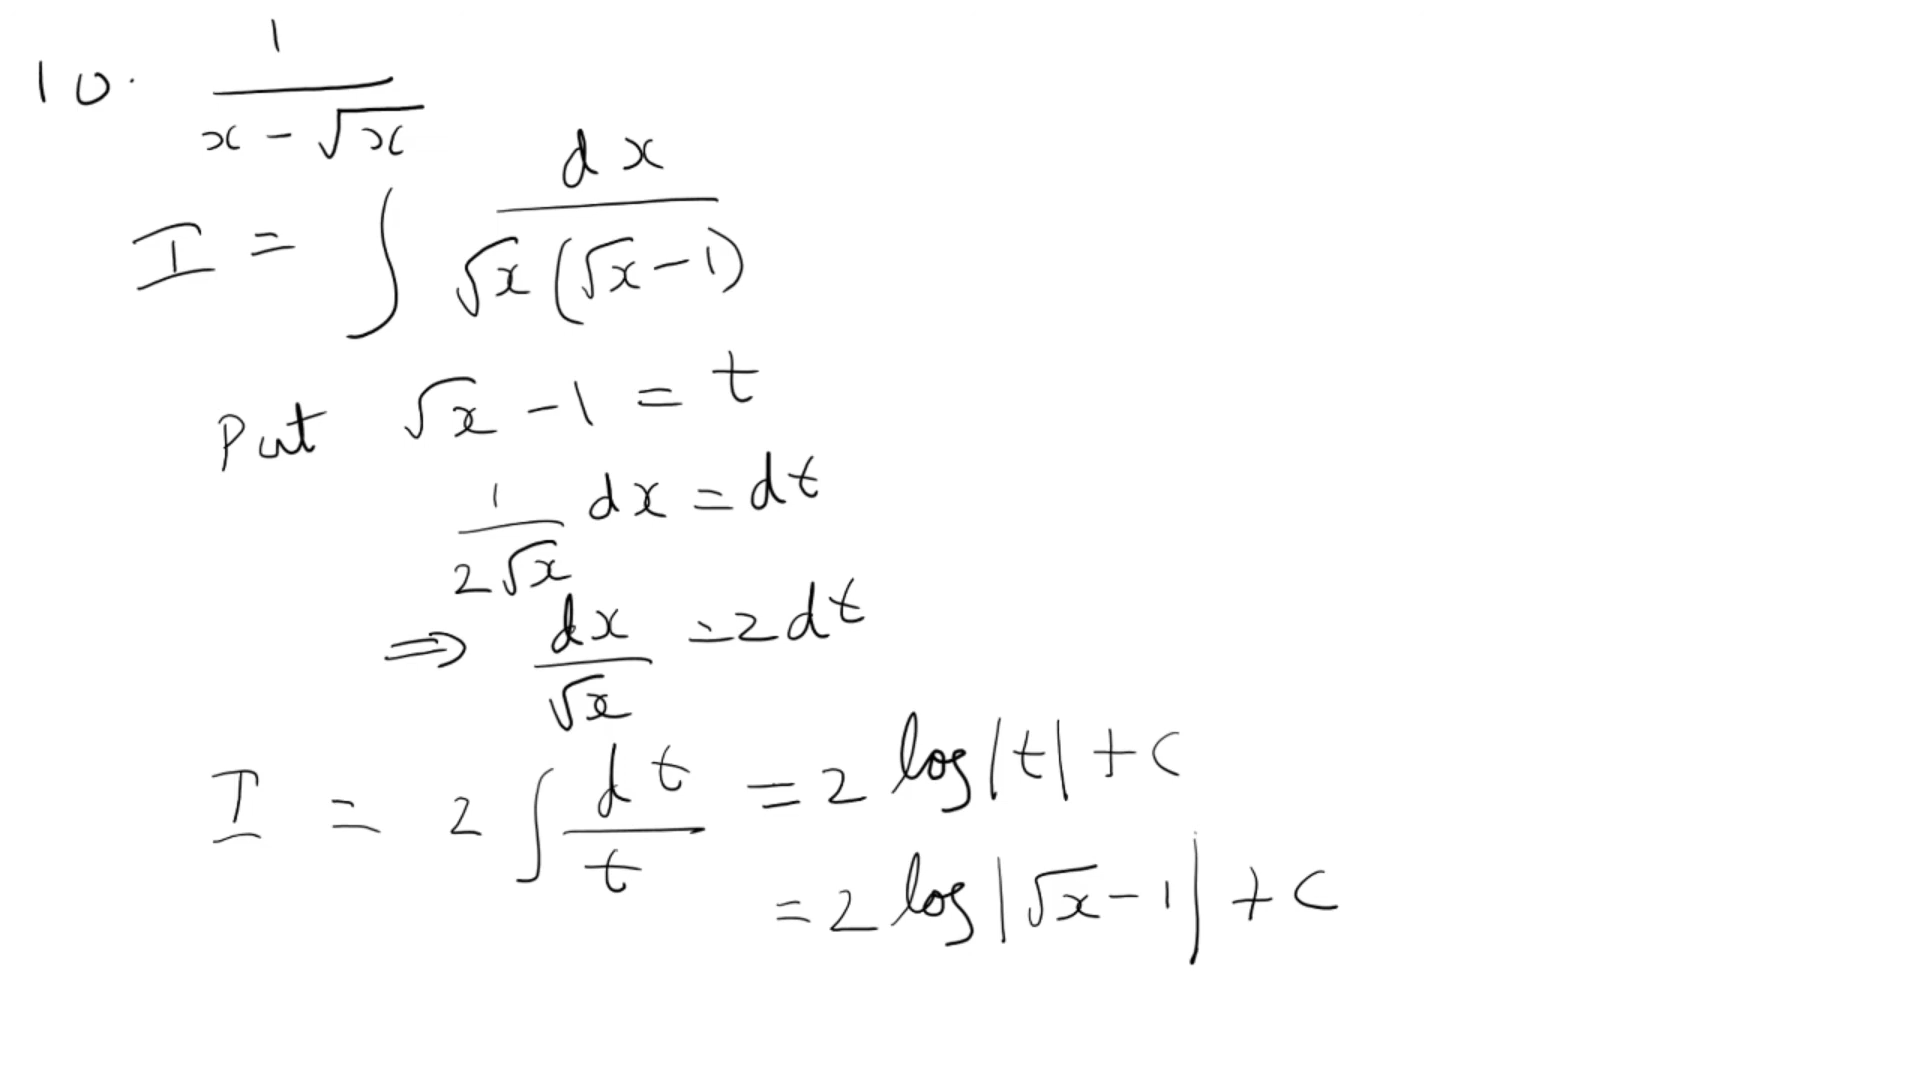 10. 1/(x - √x)
I = ∫ dx/(√x(√x - 1))
Put √x - 1 = t
1/(2√x) dx = dt
⇒ dx/√x = 2dt
I = 2 ∫ dt/t = 2 log|t| + c
= 2 log|√x - 1| + c